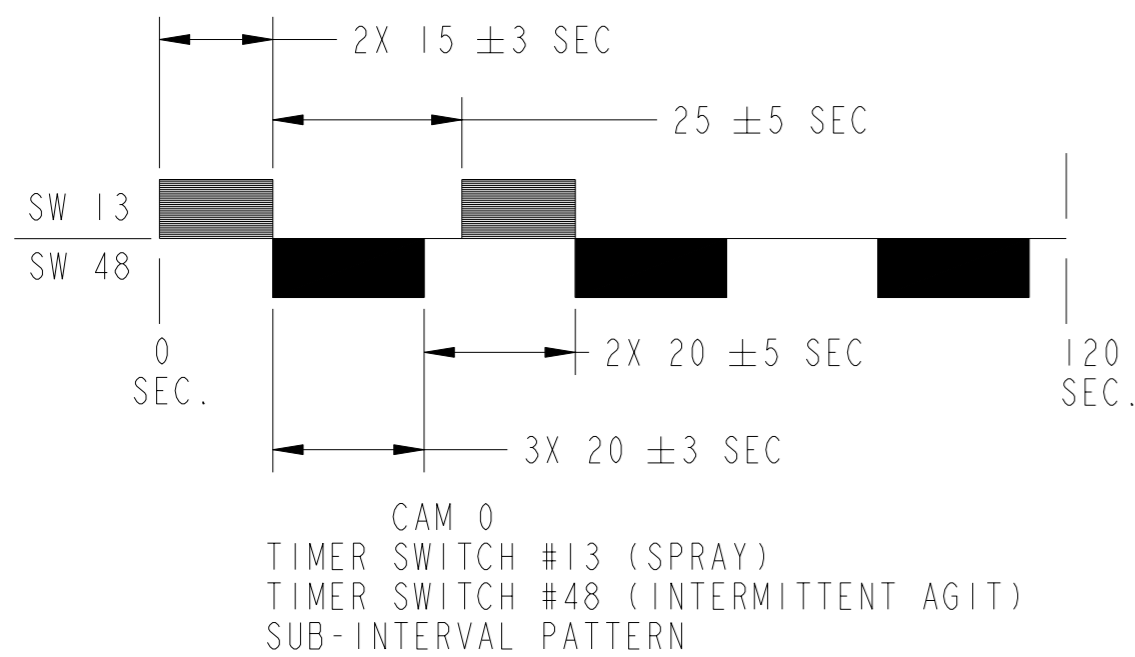 2X 15 ±3 SEC
25 ±5 SEC
SW 13
SW 48
0
SEC.
2X 20 ±5 SEC
120
SEC.
3X 20 ±3 SEC
CAM 0
TIMER SWITCH #13 (SPRAY)
TIMER SWITCH #48 (INTERMITTENT AGIT)
SUB-INTERVAL PATTERN